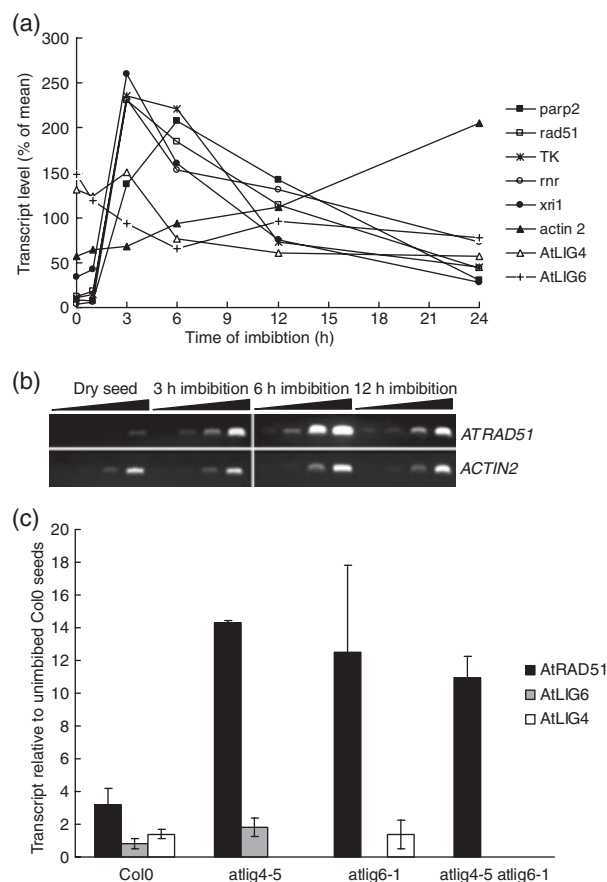 (a)
300
250
200
150
100
50
0
Transcript level (% of mean)
0 3 6 9 12 15 18 21 24
Time of imbibtion (h)
parp2
rad51
TK
rnr
xri1
actin 2
AtLIG4
AtLIG6
(b)
Dry seed 3 h imbibition 6 h imbibition 12 h imbibition
ATRAD51
ACTIN2
(c)
20
18
16
14
12
10
8
6
4
2
0
Transcript relative to unimbibed Col0 seeds
Col0 atlig4-5 atlig6-1 atlig4-5 atlig6-1
AtRAD51
AtLIG6
AtLIG4